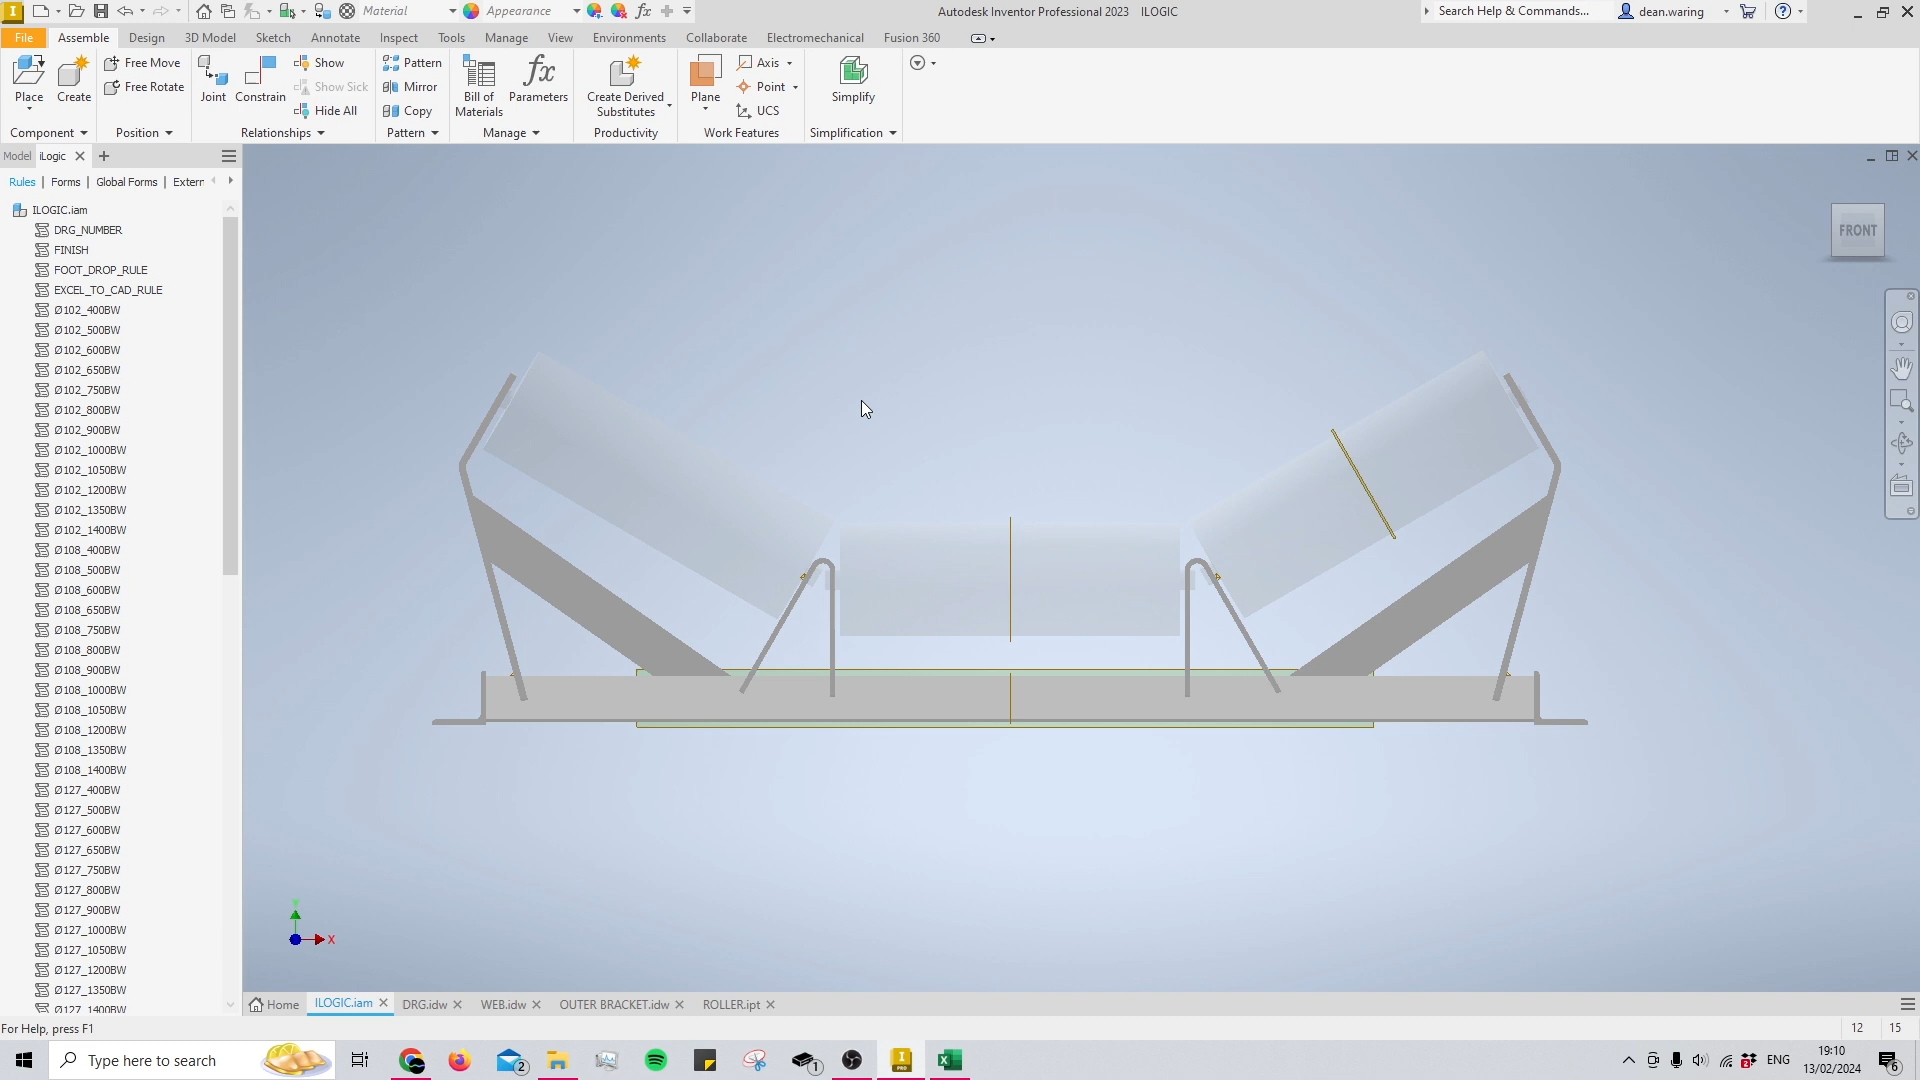 Material
Appearance
Autodesk Inventor Professional 2023 ILOGIC
Search Help & Commands...
dean.waring
File
Assemble
Design
3D Model
Sketch
Annotate
Inspect
Tools
Manage
View
Environments
Collaborate
Electromechanical
Fusion 360
Place
Create
Free Move
Free Rotate
Joint
Constrain
Show
Show Sick
Hide All
Pattern
Mirror
Copy
Bill of
Materials
Parameters
Create Derived
Substitutes
Plane
Axis
Point
UCS
Simplify
Component
Position
Relationships
Pattern
Manage
Productivity
Work Features
Simplification
Model
iLogic
Rules
Forms
Global Forms
Extern
ILOGIC.iam
DRG_NUMBER
FINISH
FOOT_DROP_RULE
EXCEL_TO_CAD_RULE
Ø102_400BW
Ø102_500BW
Ø102_600BW
Ø102_650BW
Ø102_750BW
Ø102_800BW
Ø102_900BW
Ø102_1000BW
Ø102_1050BW
Ø102_1200BW
Ø102_1350BW
Ø102_1400BW
Ø108_400BW
Ø108_500BW
Ø108_600BW
Ø108_650BW
Ø108_750BW
Ø108_800BW
Ø108_900BW
Ø108_1000BW
Ø108_1050BW
Ø108_1200BW
Ø108_1350BW
Ø108_1400BW
Ø127_400BW
Ø127_500BW
Ø127_600BW
Ø127_650BW
Ø127_750BW
Ø127_800BW
Ø127_900BW
Ø127_1000BW
Ø127_1050BW
Ø127_1200BW
Ø127_1350BW
Ø127_1400BW
FRONT
X
Home
ILOGIC.iam
DRG.idw
WEB.idw
OUTER BRACKET.idw
ROLLER.ipt
For Help, press F1
12
15
Type here to search
2
1
PRO
2
ENG
19:10
13/02/2024
6